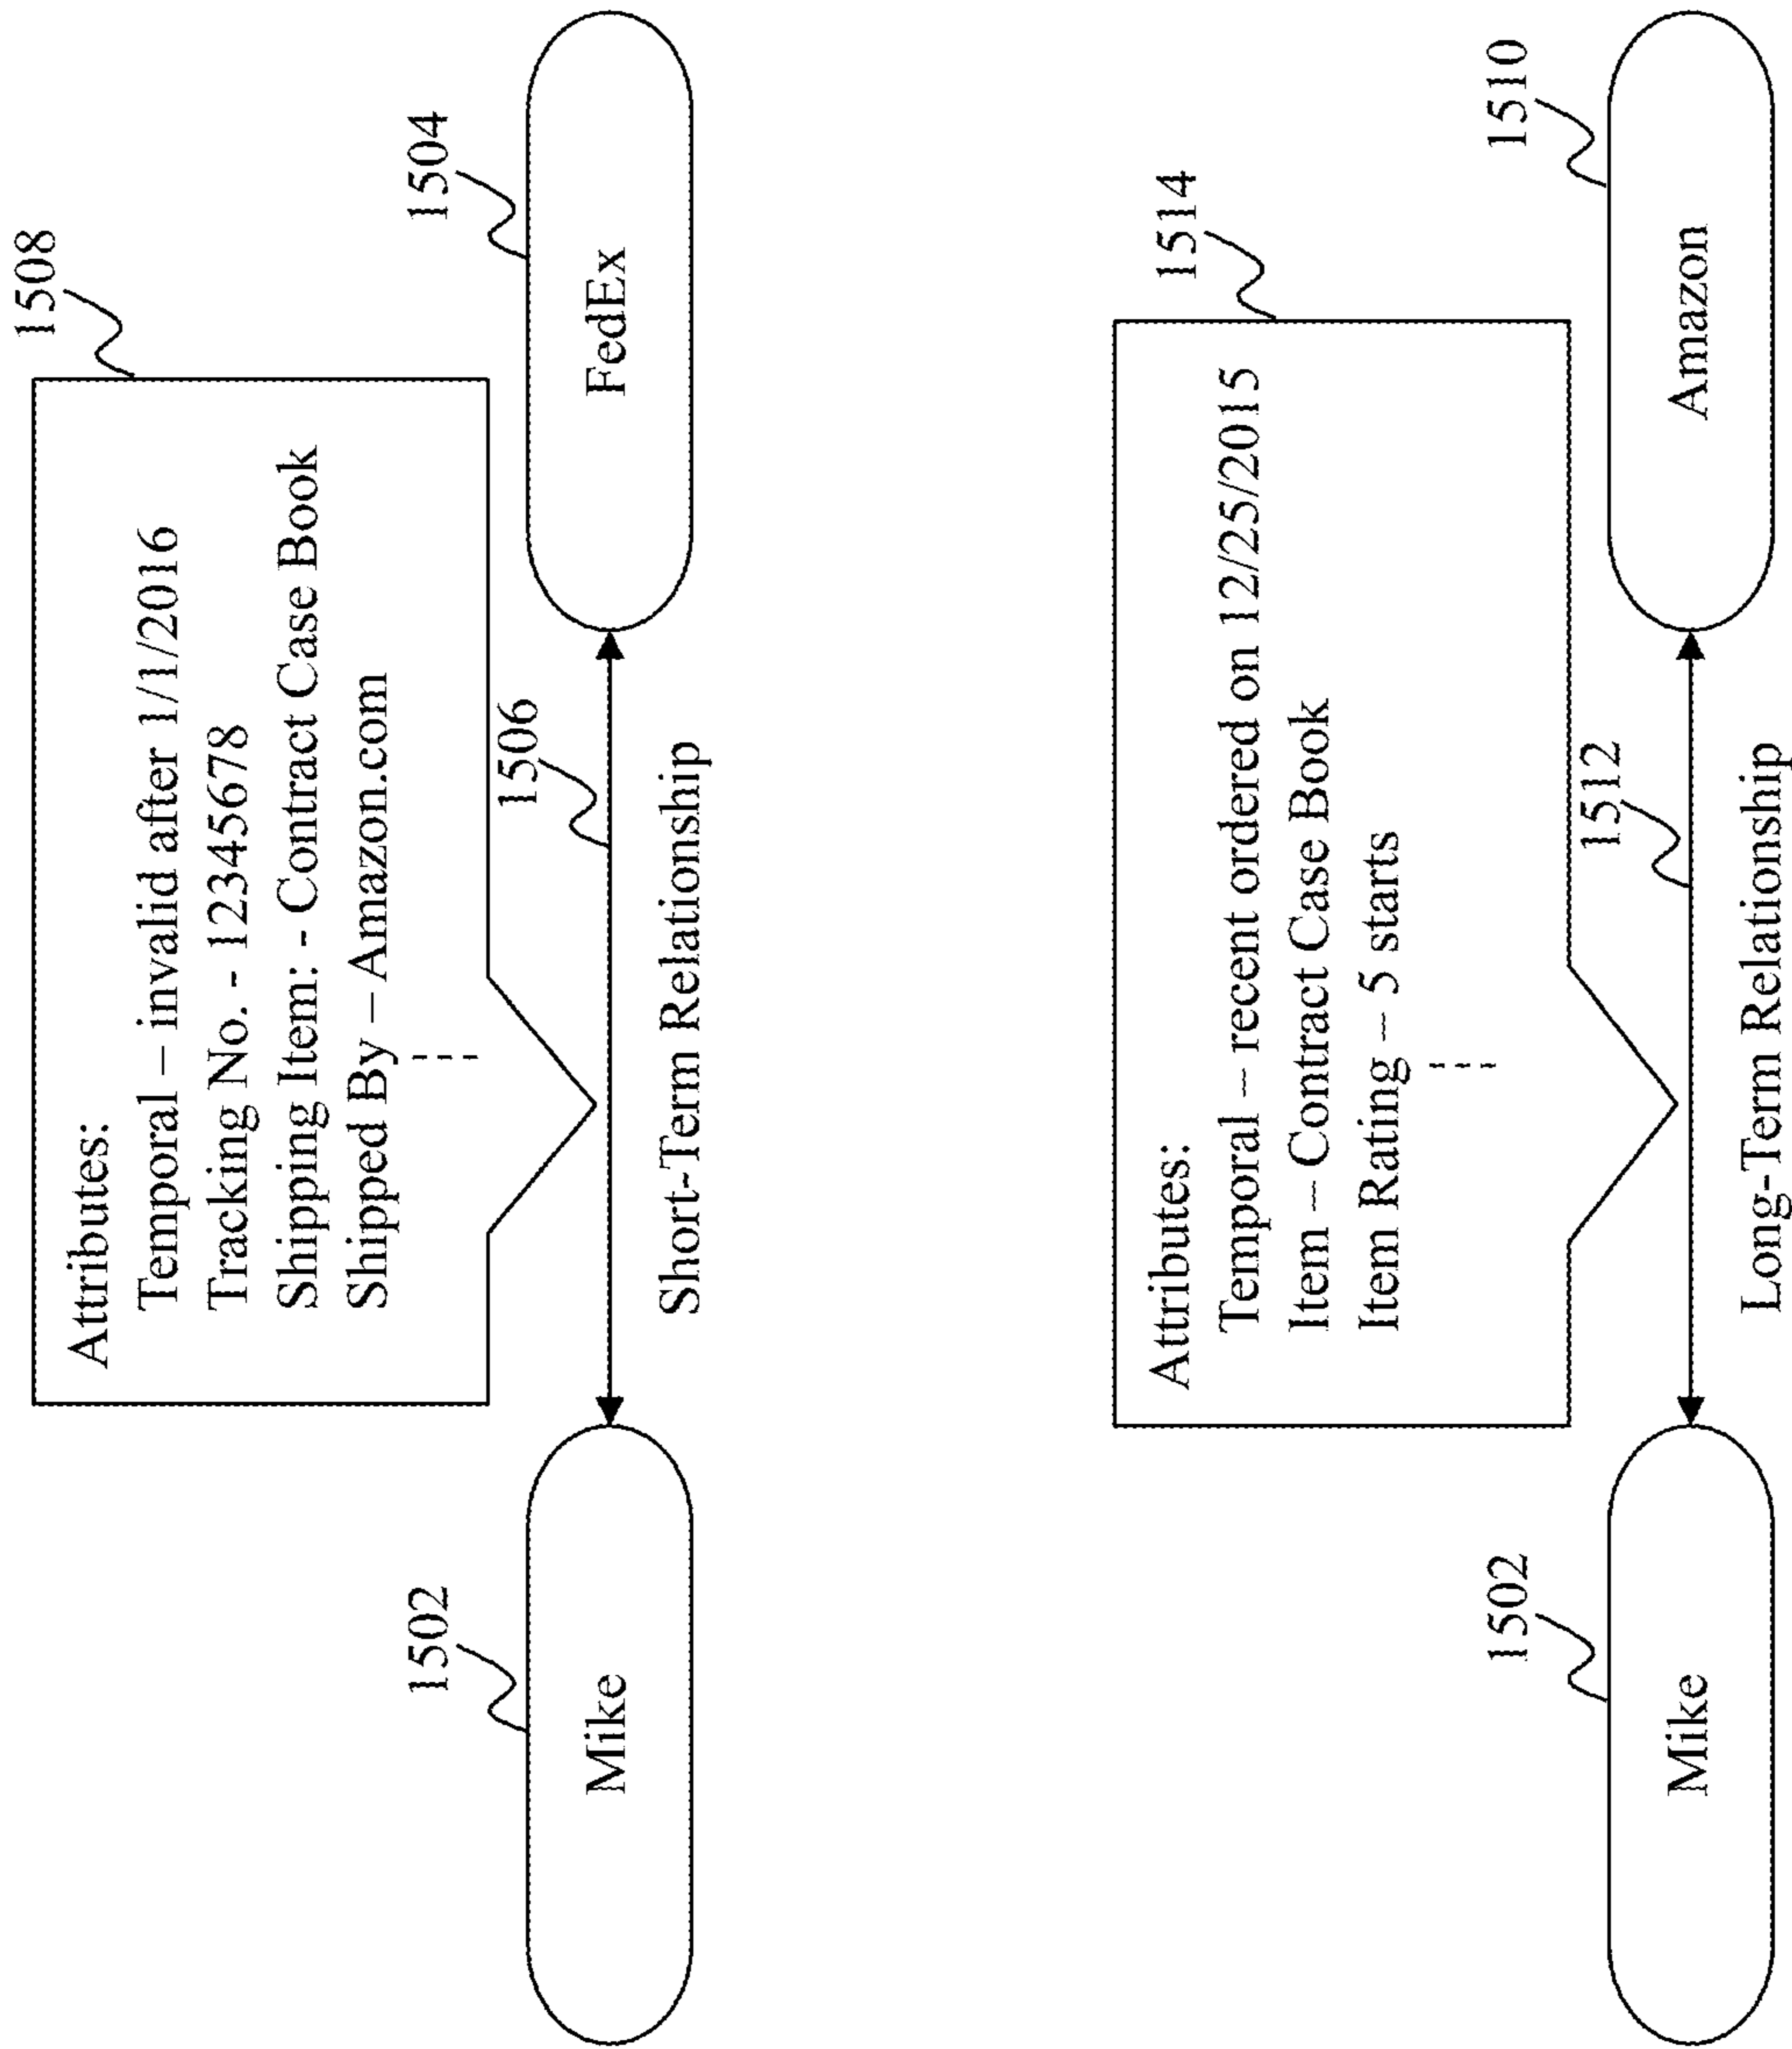 1508
Attributes:
Temporal – invalid after 1/1/2016
Tracking No. - 12345678
Shipping Item: - Contract Case Book
Shipped By – Amazon.com
1502
1506
1504
Mike
FedEx
Short-Term Relationship
1514
Attributes:
Temporal – recent ordered on 12/25/2015
Item – Contract Case Book
Item Rating – 5 starts
1502
1512
1510
Mike
Amazon
Long-Term Relationship